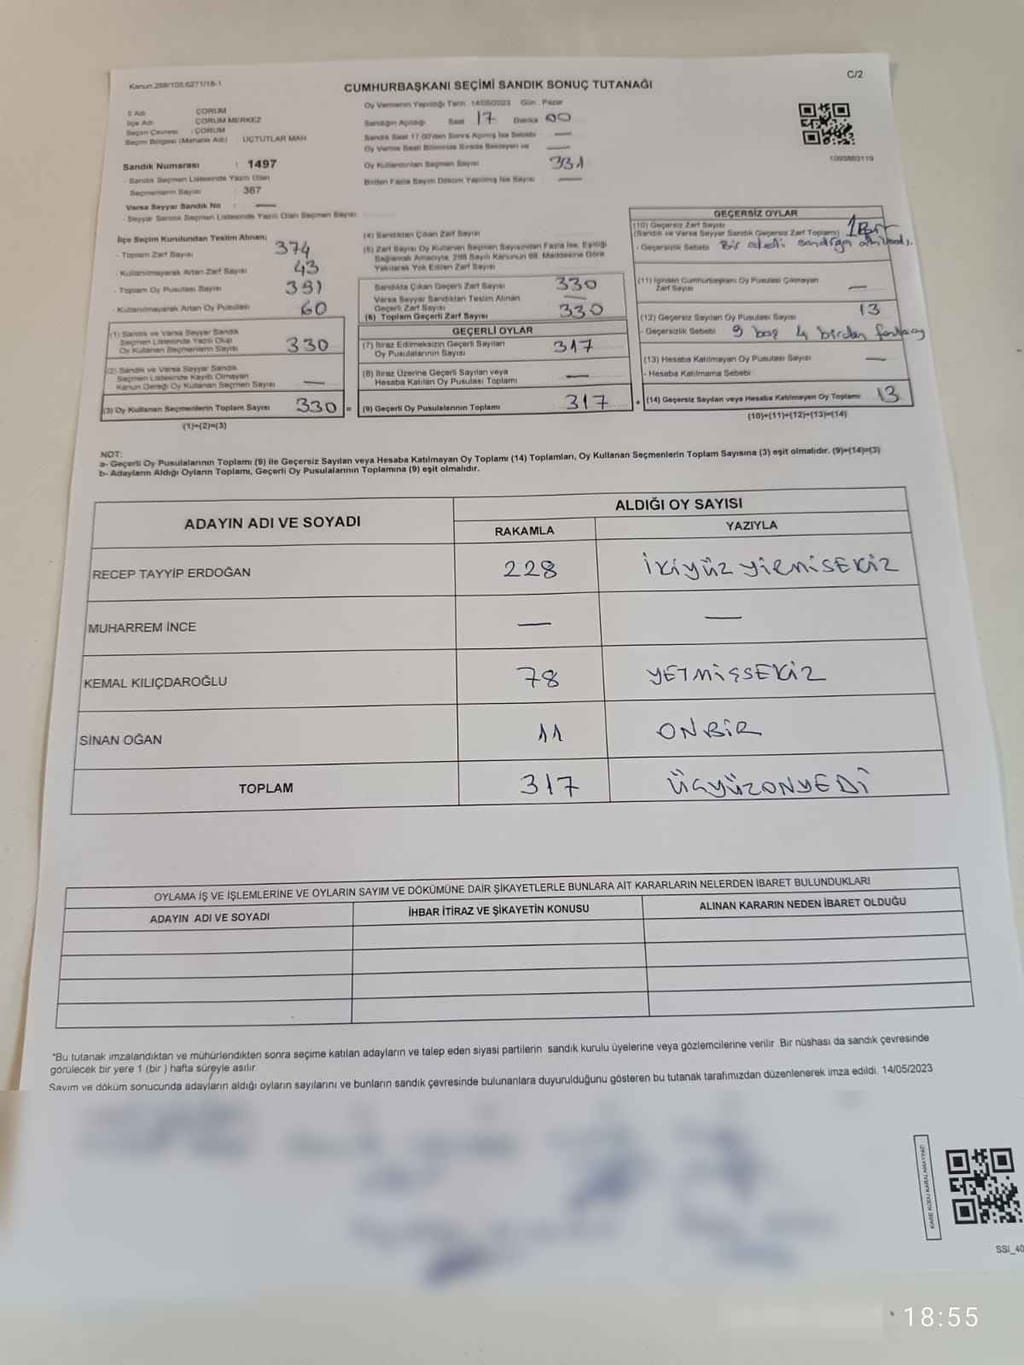 C/2
Kanun.298/105,6271/16-1
CUMHURBAŞKANI SEÇİMİ SANDIK SONUÇ TUTANAĞI
İl Adı : ÇORUM
İlçe Adı : ÇORUM MERKEZ
Seçim Çevresi : ÇORUM
Seçim Bölgesi (Mahalle Adı) : ÜÇTUTLAR MAH
Sandık Numarası : 1497
- Sandık Seçmen Listesinde Yazılı Olan
Seçmenlerin Sayısı : 367
Varsa Seyyar Sandık No : —
- Seyyar Sandık Seçmen Listesinde Yazılı Olan Seçmen Sayısı
Oy Vermenin Yapıldığı Tarih 14/05/2023 Gün : Pazar
Sandığın Açıldığı Saat 17 Dakika 00
Sandık Saat 17.00'den Sonra Açılmış İse Sebebi —
Oy Verme Saati Bitiminde Sırada Bekleyen ve
Oy Kullandırılan Seçmen Sayısı 331
Birden Fazla Sayım Döküm Yapılmış İse Sayısı —
1005883119
İlçe Seçim Kurulundan Teslim Alınan;
- Toplam Zarf Sayısı 374
- Kullanılmayarak Artan Zarf Sayısı 43
- Toplam Oy Pusulası Sayısı 391
- Kullanılmayarak Artan Oy Pusulası 60
(1) Sandık ve Varsa Seyyar Sandık
Seçmen Listesinde Yazılı Olup
Oy Kullanan Seçmenlerin Sayısı 330
(2) Sandık ve Varsa Seyyar Sandık
Seçmen Listesinde Kayıtlı Olmayan
Kanun Gereği Oy Kullanan Seçmen Sayısı —
(3) Oy Kullanan Seçmenlerin Toplam Sayısı 330 =
(1)+(2)=(3)
(4) Sandıktan Çıkan Zarf Sayısı
(5) Zarf Sayısı Oy Kullanan Seçmen Sayısından Fazla İse, Eşitliği
Sağlamak Amacıyla, 298 Sayılı Kanunun 98. Maddesine Göre
Yakılarak Yok Edilen Zarf Sayısı
Sandıkta Çıkan Geçerli Zarf Sayısı 330
Varsa Seyyar Sandıktan Teslim Alınan
Geçerli Zarf Sayısı —
(6) Toplam Geçerli Zarf Sayısı 330
GEÇERLİ OYLAR
(7) İtiraz Edilmeksizin Geçerli Sayılan
Oy Pusulalarının Sayısı 317
(8) İtiraz Üzerine Geçerli Sayılan veya
Hesaba Katılan Oy Pusulası Toplamı —
(9) Geçerli Oy Pusulalarının Toplamı 317 +
GEÇERSİZ OYLAR
(10) Geçersiz Zarf Sayısı
(Sandık ve Varsa Seyyar Sandık Geçersiz Zarf Toplamı)
- Geçersizlik Sebebi: Bir adedi sandığa
(11) İçinden Cumhurbaşkanı Oy Pusulası Çıkmayan
Zarf Sayısı —
(12) Geçersiz Sayılan Oy Pusulası Sayısı 13
- Geçersizlik Sebebi 9 boş 4 birden
(13) Hesaba Katılmayan Oy Pusulası Sayısı —
- Hesaba Katılmama Sebebi
(14) Geçersiz Sayılan veya Hesaba Katılmayan Oy Toplamı 13
(10)+(11)+(12)+(13)=(14)
NOT:
a- Geçerli Oy Pusulalarının Toplamı (9) ile Geçersiz Sayılan veya Hesaba Katılmayan Oy Toplamı (14) Toplamları, Oy Kullanan Seçmenlerin Toplam Sayısına (3) eşit olmalıdır. (9)+(14)=(3)
b- Adayların Aldığı Oyların Toplamı, Geçerli Oy Pusulalarının Toplamına (9) eşit olmalıdır.
ADAYIN ADI VE SOYADI
ALDIĞI OY SAYISI
RAKAMLA YAZIYLA
RECEP TAYYİP ERDOĞAN 228 İKİYÜZ YİRMİSEKİZ
MUHARREM İNCE — —
KEMAL KILIÇDAROĞLU 78 YETMİŞSEKİZ
SİNAN OĞAN 11 ONBİR
TOPLAM 317 ÜÇYÜZONYEDİ
OYLAMA İŞ VE İŞLEMLERİNE VE OYLARIN SAYIM VE DÖKÜMÜNE DAİR ŞİKAYETLERLE BUNLARA AİT KARARLARIN NELERDEN İBARET BULUNDUKLARI
ADAYIN ADI VE SOYADI İHBAR İTİRAZ VE ŞİKAYETİN KONUSU ALINAN KARARIN NEDEN İBARET OLDUĞU
*Bu tutanak imzalandıktan ve mühürlendikten sonra seçime katılan adayların ve talep eden siyasi partilerin sandık kurulu üyelerine veya gözlemcilerine verilir. Bir nüshası da sandık çevresinde
görülecek bir yere 1 (bir ) hafta süreyle asılır.
Sayım ve döküm sonucunda adayların aldığı oyların sayılarını ve bunların sandık çevresinde bulunanlara duyurulduğunu gösteren bu tutanak tarafımızdan düzenlenerek imza edildi. 14/05/2023
SSI_40
18:55